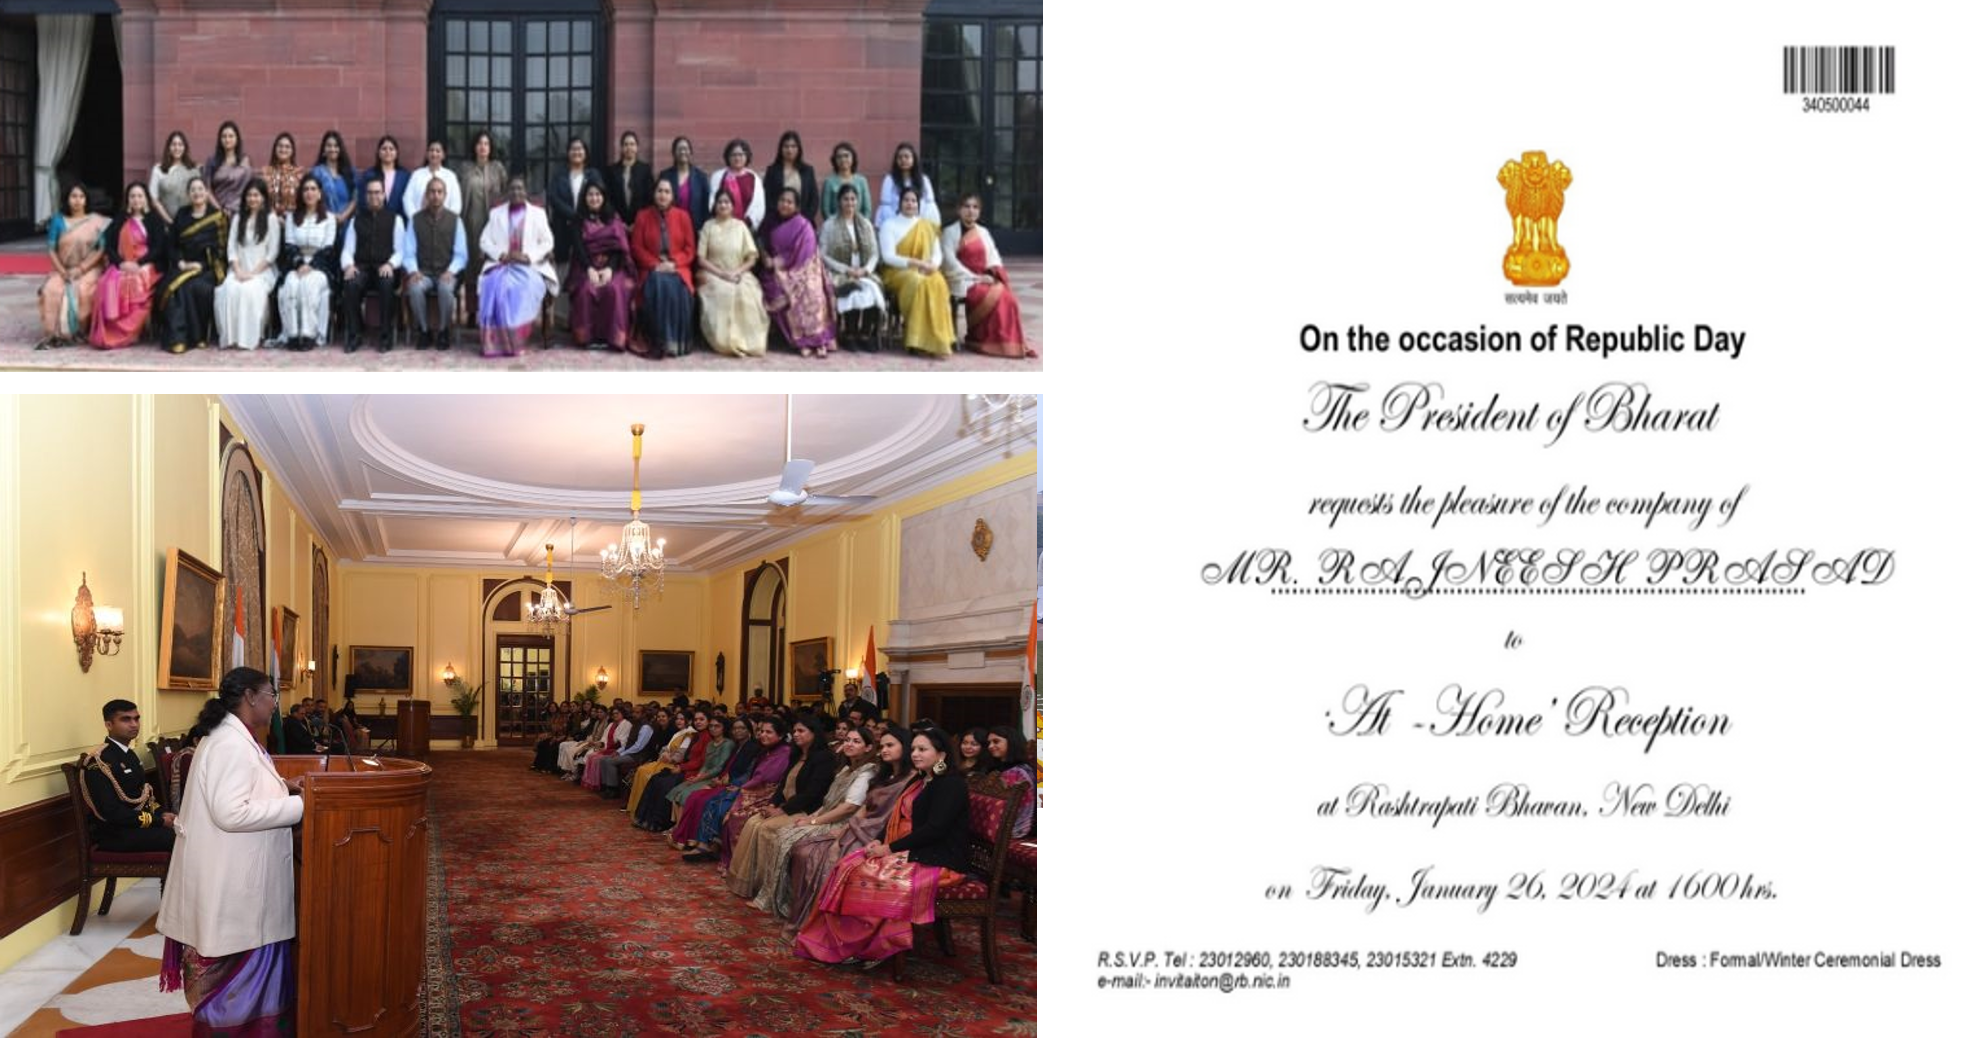 340500044
सत्यमेव जयते
On the occasion of Republic Day
The President of Bharat
requests the pleasure of the company of
MR. RAJNEESH PRASAD
to
'At -Home' Reception
at Rashtrapati Bhavan, New Delhi
on Friday, January 26, 2024 at 1600 hrs.
R.S.V.P. Tel : 23012960, 230188345, 23015321 Extn. 4229
e-mail:- invitaiton@rb.nic.in
Dress : Formal/Winter Ceremonial Dress